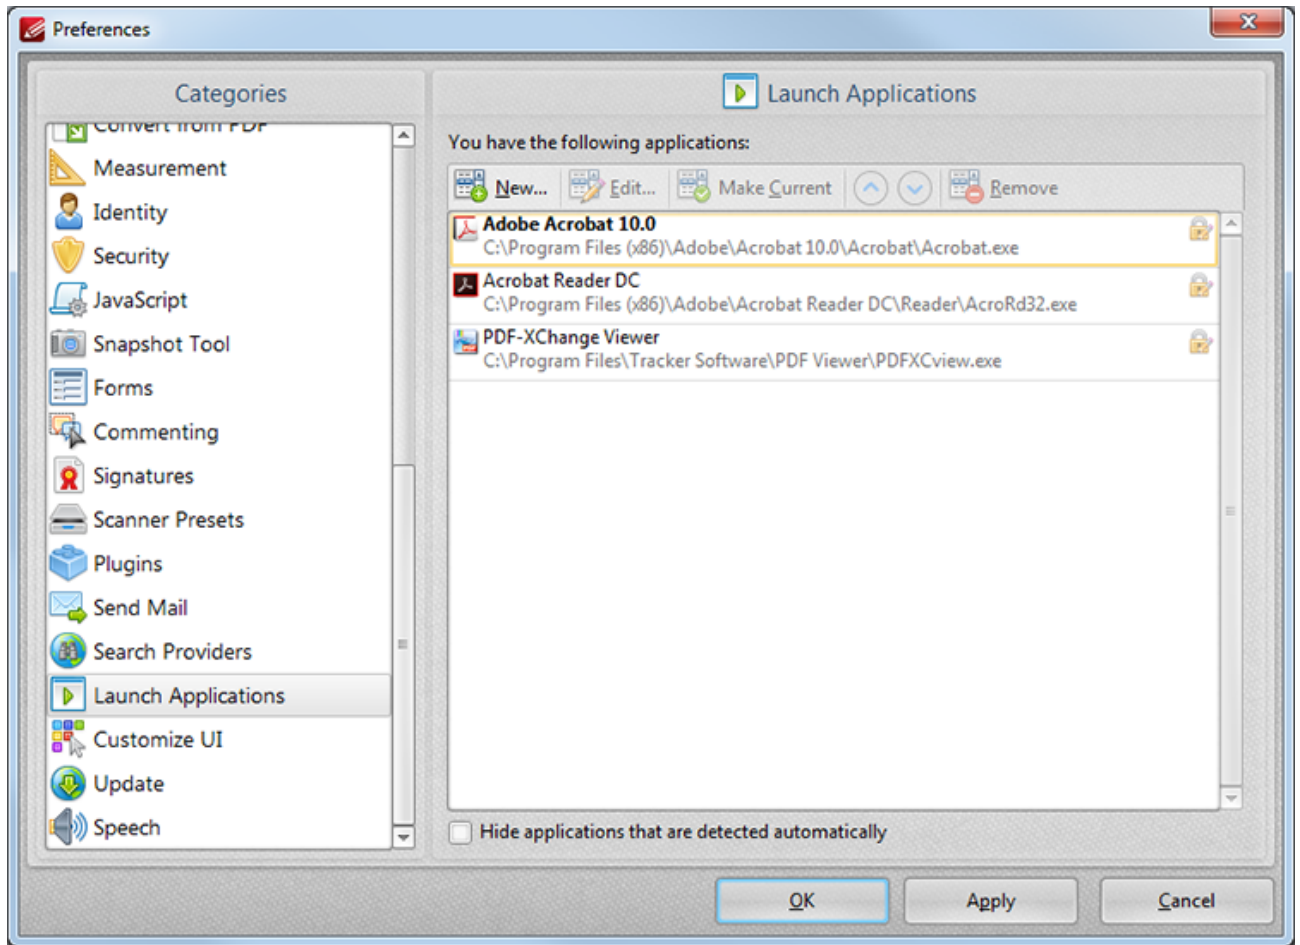 Preferences
Categories
Convert from PDF
Measurement
Identity
Security
JavaScript
Snapshot Tool
Forms
Commenting
Signatures
Scanner Presets
Plugins
Send Mail
Search Providers
Launch Applications
Customize UI
Update
Speech
Launch Applications
You have the following applications:
New... Edit... Make Current Remove
Adobe Acrobat 10.0
C:\Program Files (x86)\Adobe\Acrobat 10.0\Acrobat\Acrobat.exe
Acrobat Reader DC
C:\Program Files (x86)\Adobe\Acrobat Reader DC\Reader\AcroRd32.exe
PDF-XChange Viewer
C:\Program Files\Tracker Software\PDF Viewer\PDFXCview.exe
Hide applications that are detected automatically
OK Apply Cancel